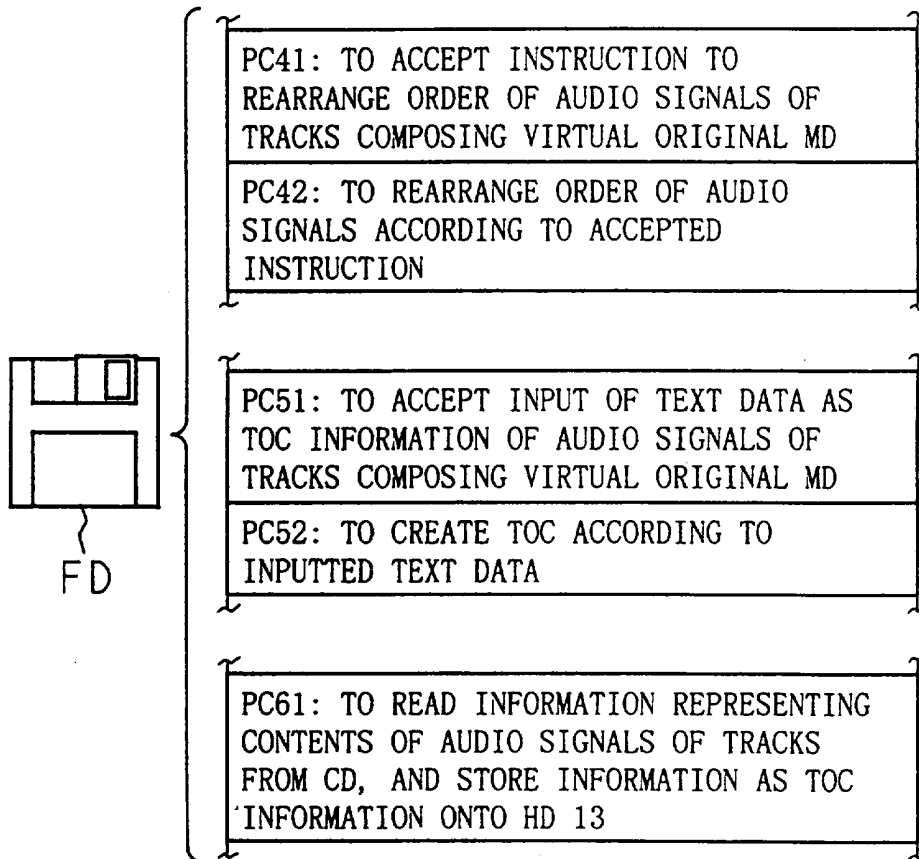 PC41: TO ACCEPT INSTRUCTION TO
REARRANGE ORDER OF AUDIO SIGNALS OF
TRACKS COMPOSING VIRTUAL ORIGINAL MD
PC42: TO REARRANGE ORDER OF AUDIO
SIGNALS ACCORDING TO ACCEPTED
INSTRUCTION
PC51: TO ACCEPT INPUT OF TEXT DATA AS
TOC INFORMATION OF AUDIO SIGNALS OF
TRACKS COMPOSING VIRTUAL ORIGINAL MD
PC52: TO CREATE TOC ACCORDING TO
INPUTTED TEXT DATA
FD
PC61: TO READ INFORMATION REPRESENTING
CONTENTS OF AUDIO SIGNALS OF TRACKS
FROM CD, AND STORE INFORMATION AS TOC
INFORMATION ONTO HD 13